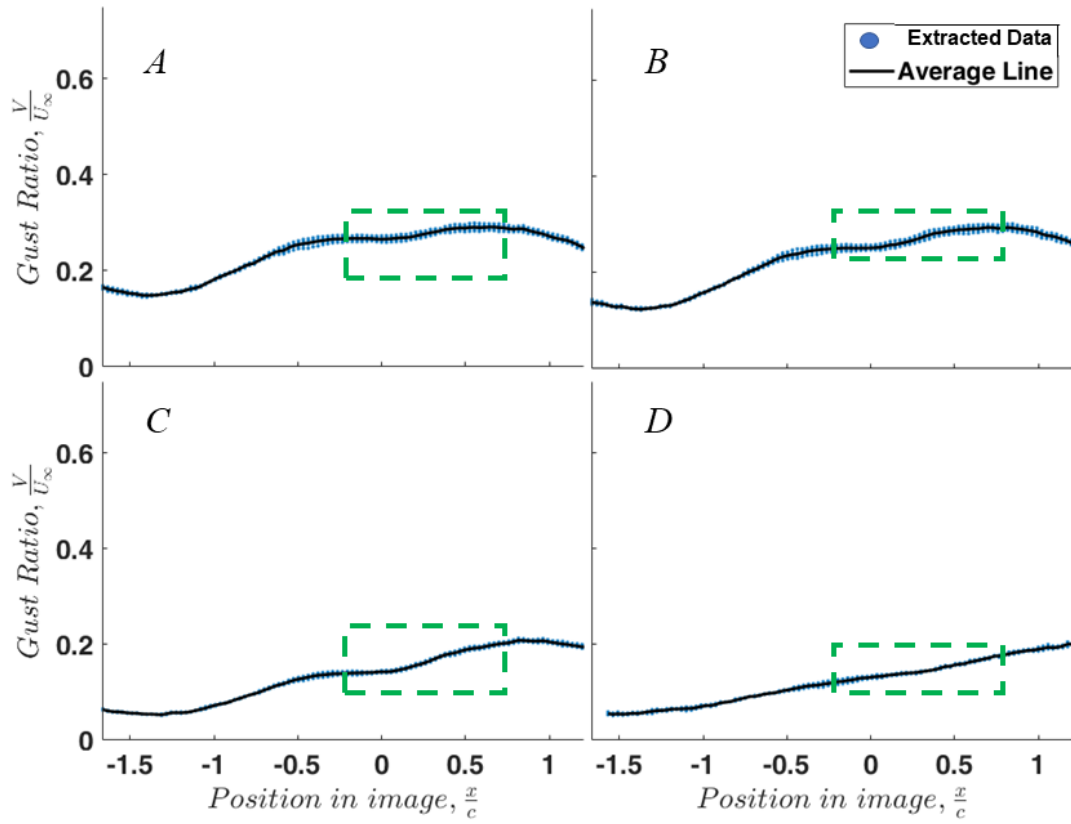 A
B
Extracted Data
Average Line
Gust Ratio, V/U∞
0.6
0.4
0.2
0
C
D
Gust Ratio, V/U∞
0.6
0.4
0.2
0
-1.5 -1 -0.5 0 0.5 1
-1.5 -1 -0.5 0 0.5 1
Position in image, x/c
Position in image, x/c